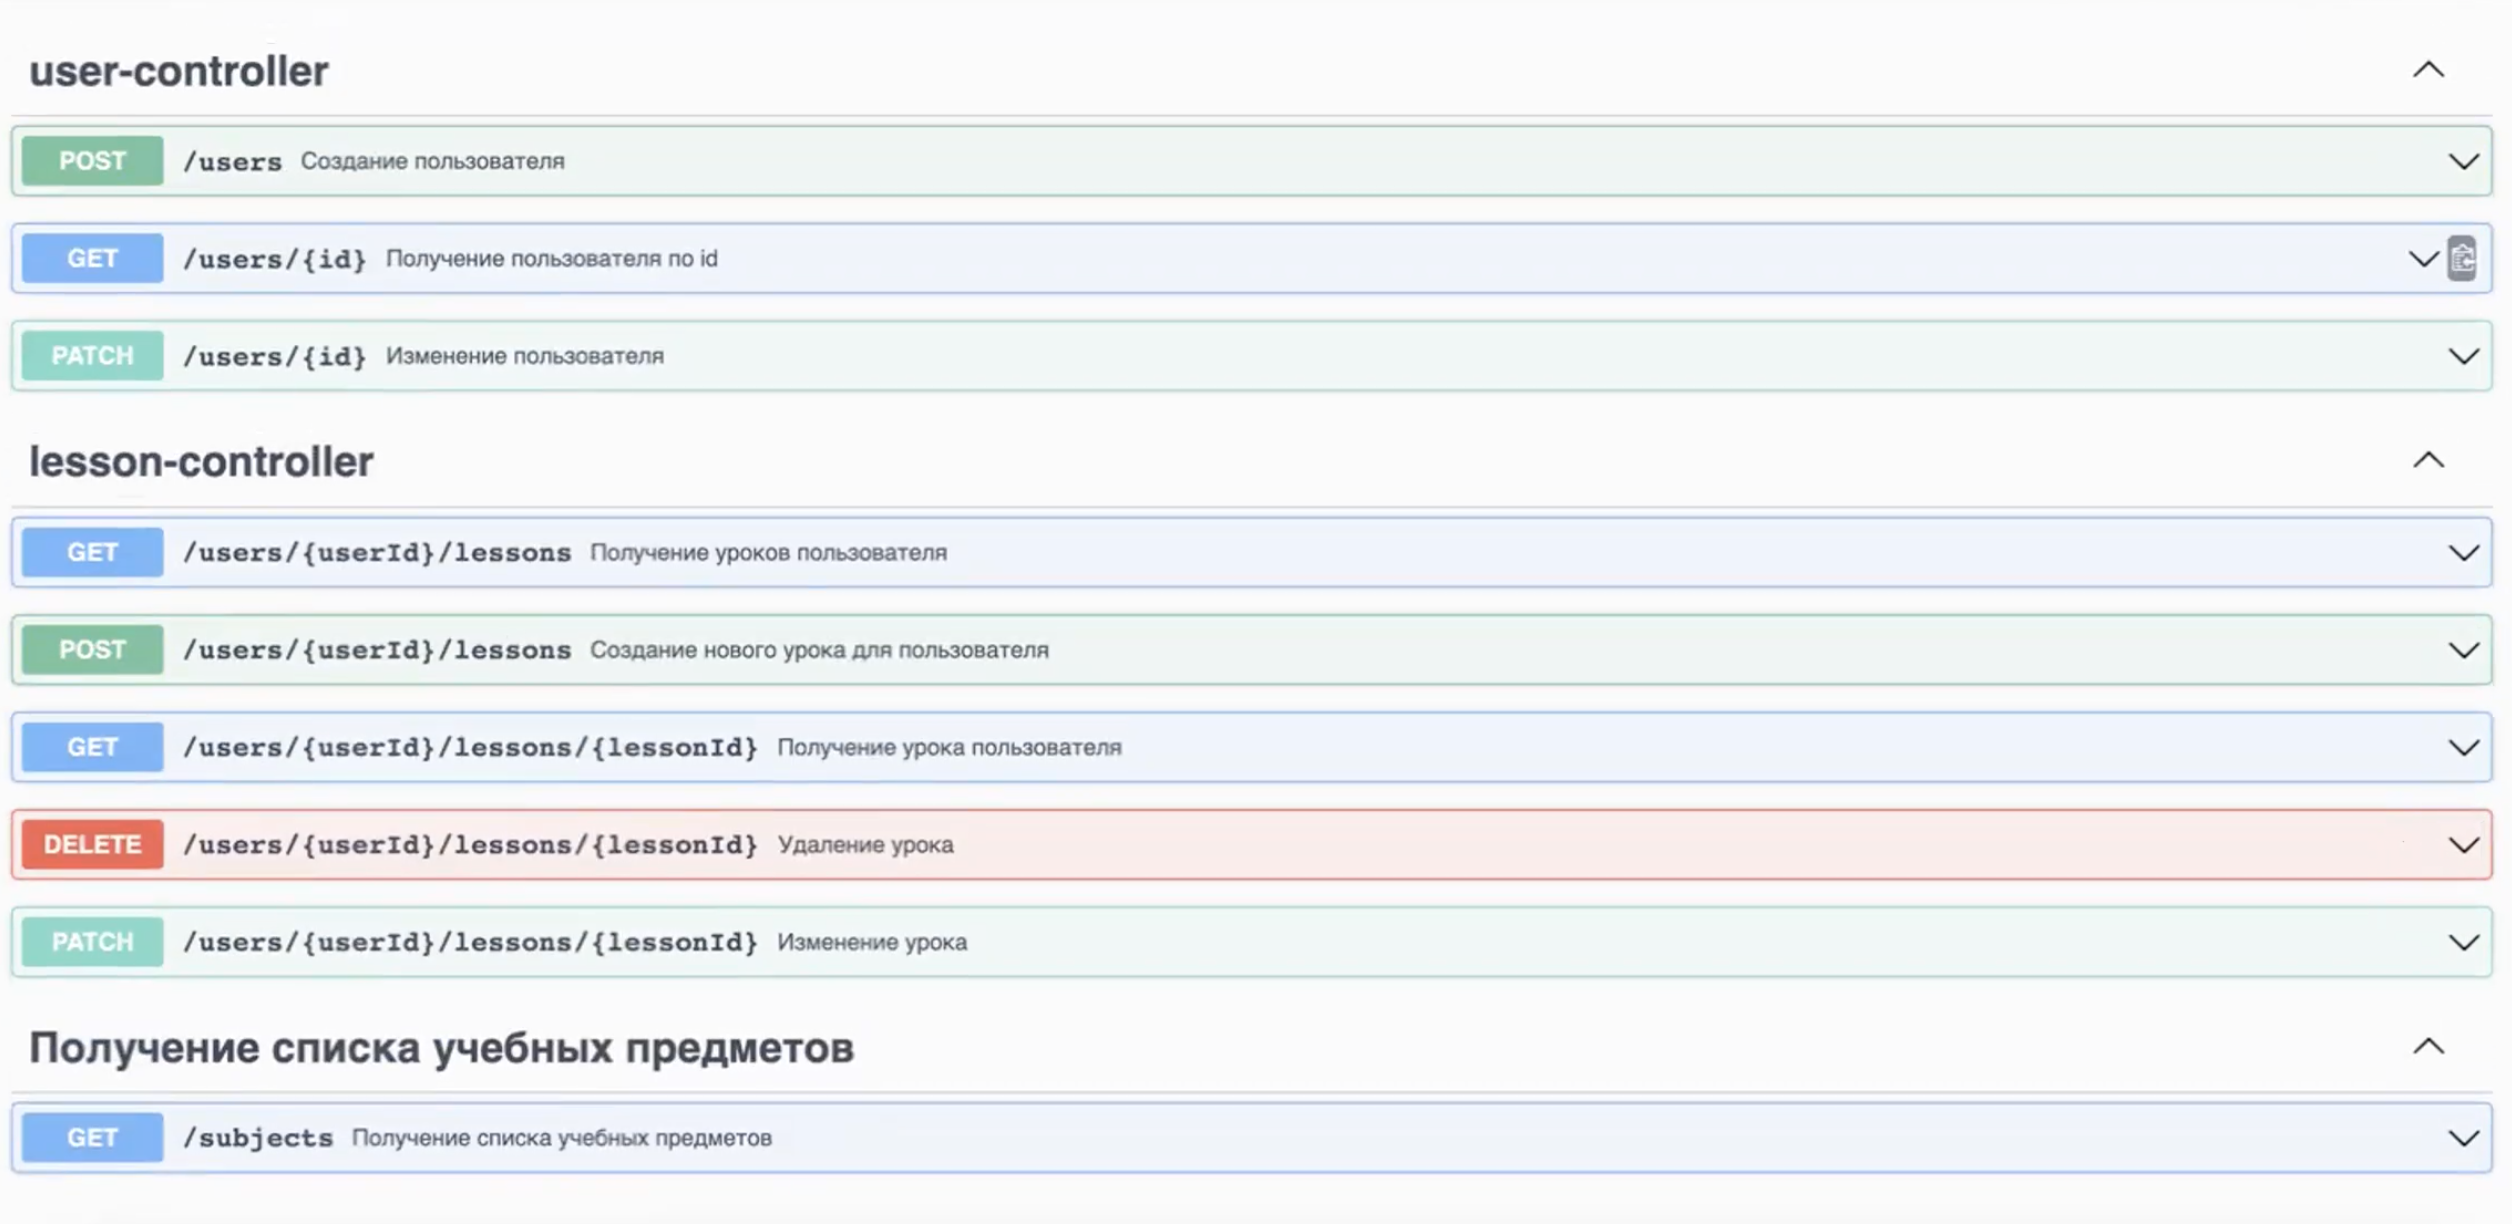 user-controller
POST /users Создание пользователя
GET /users/{id} Получение пользователя по id
PATCH /users/{id} Изменение пользователя
lesson-controller
GET /users/{userId}/lessons Получение уроков пользователя
POST /users/{userId}/lessons Создание нового урока для пользователя
GET /users/{userId}/lessons/{lessonId} Получение урока пользователя
DELETE /users/{userId}/lessons/{lessonId} Удаление урока
PATCH /users/{userId}/lessons/{lessonId} Изменение урока
Получение списка учебных предметов
GET /subjects Получение списка учебных предметов